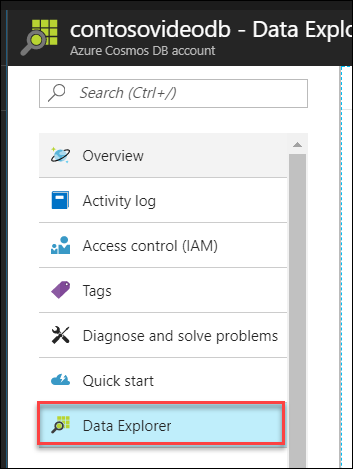 contosovideodb - Data Explo
Azure Cosmos DB account
Search (Ctrl+/)
Overview
Activity log
Access control (IAM)
Tags
Diagnose and solve problems
Quick start
Data Explorer